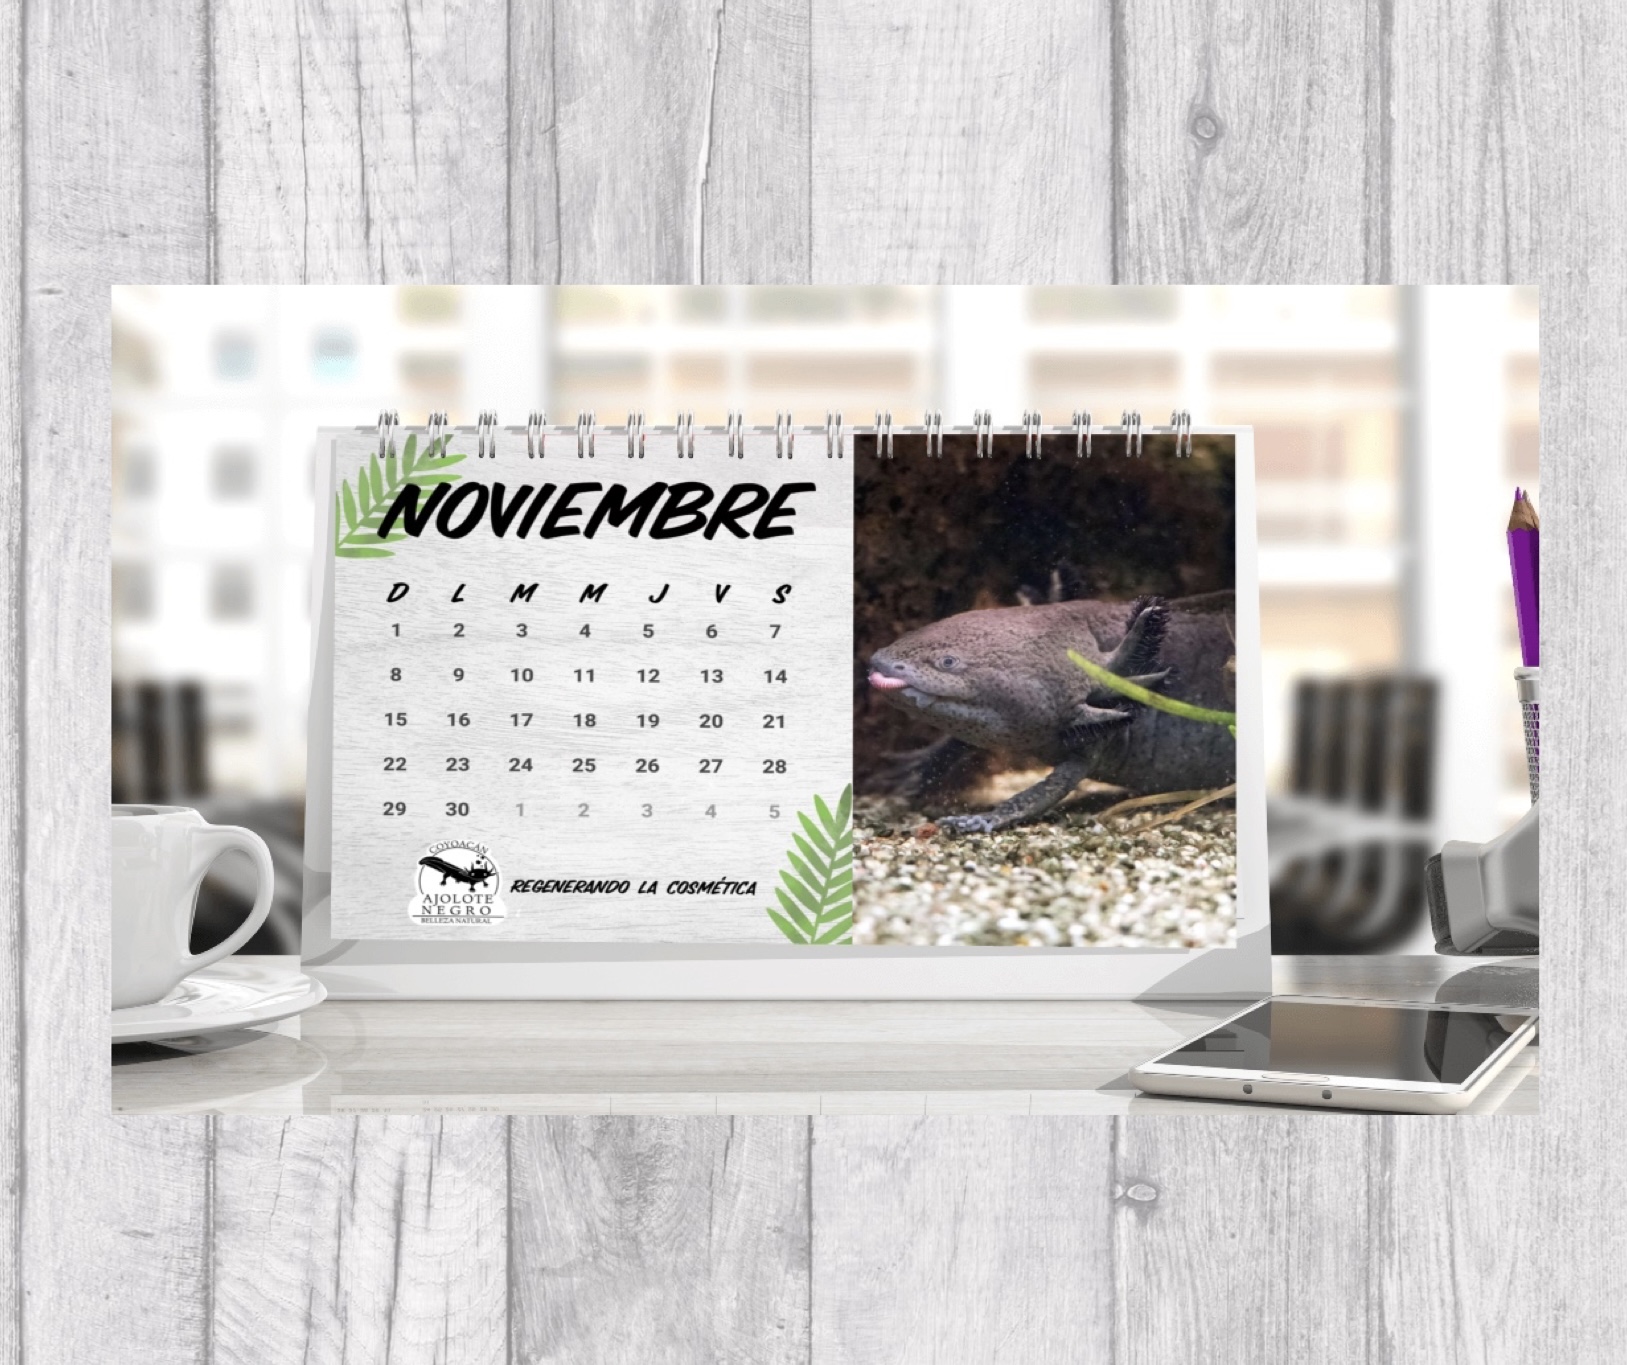 NOVIEMBRE
D L M M J V S
1 2 3 4 5 6 7
8 9 10 11 12 13 14
15 16 17 18 19 20 21
22 23 24 25 26 27 28
29 30 1 2 3 4 5
COYOACÁN
AJOLOTE
NEGRO
BELLEZA NATURAL
REGENERANDO LA COSMÉTICA